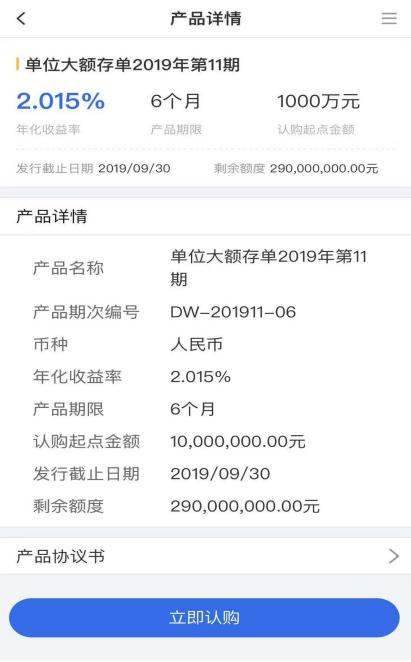 产品详情
单位大额存单2019年第11期
2.015% 6个月 1000万元
年化收益率 产品期限 认购起点金额
发行截止日期 2019/09/30 剩余额度 290,000,000.00元
产品详情
产品名称 单位大额存单2019年第11
期
产品期次编号 DW-201911-06
币种 人民币
年化收益率 2.015%
产品期限 6个月
认购起点金额 10,000,000.00元
发行截止日期 2019/09/30
剩余额度 290,000,000.00元
产品协议书
立即认购